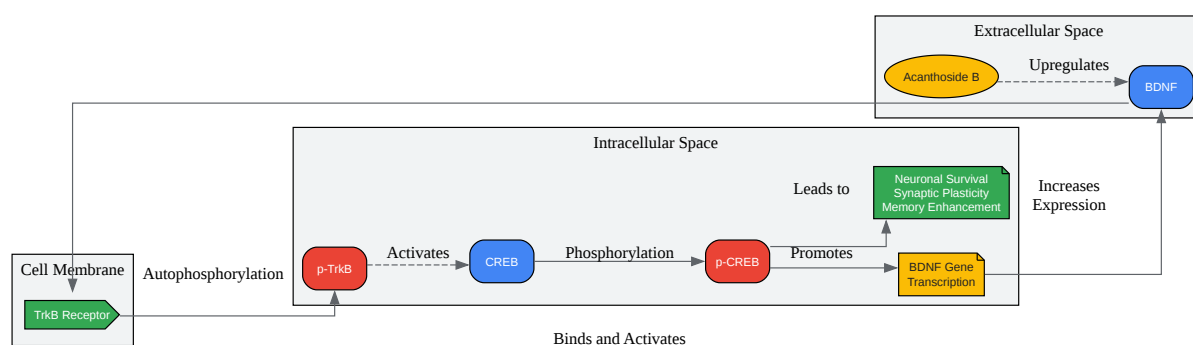 Extracellular Space
Acanthoside B
Upregulates
BDNF
Intracellular Space
Neuronal Survival
Synaptic Plasticity
Memory Enhancement
Leads to
Increases
Expression
Cell Membrane
Autophosphorylation
p-TrkB
Activates
CREB
Phosphorylation
p-CREB
Promotes
BDNF Gene
Transcription
TrkB Receptor
Binds and Activates